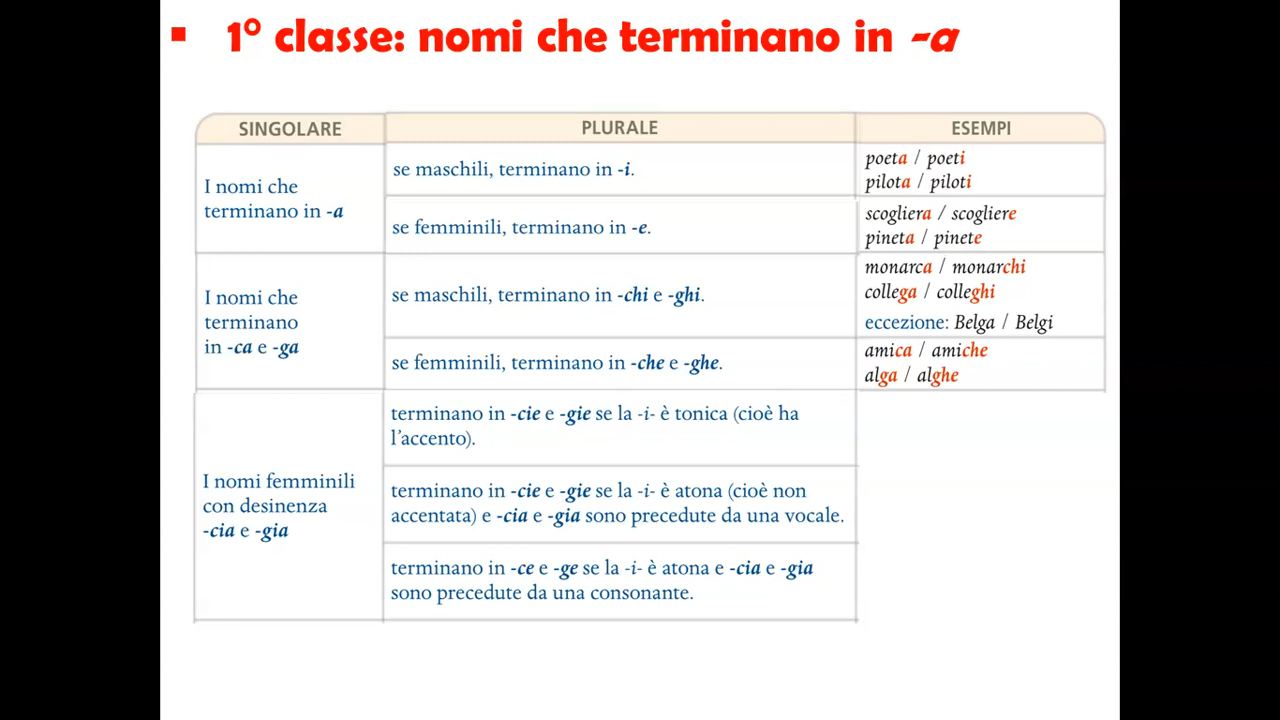 ▪ 1° classe: nomi che terminano in -a
SINGOLARE
PLURALE
ESEMPI
I nomi che
terminano in -a
se maschili, terminano in -i.
poeta / poeti
pilota / piloti
se femminili, terminano in -e.
scogliera / scogliere
pineta / pinete
I nomi che
terminano
in -ca e -ga
se maschili, terminano in -chi e -ghi.
monarca / monarchi
collega / colleghi
eccezione: Belga / Belgi
se femminili, terminano in -che e -ghe.
amica / amiche
alga / alghe
I nomi femminili
con desinenza
-cia e -gia
terminano in -cie e -gie se la -i- è tonica (cioè ha
l'accento).
terminano in -cie e -gie se la -i- è atona (cioè non
accentata) e -cia e -gia sono precedute da una vocale.
terminano in -ce e -ge se la -i- è atona e -cia e -gia
sono precedute da una consonante.